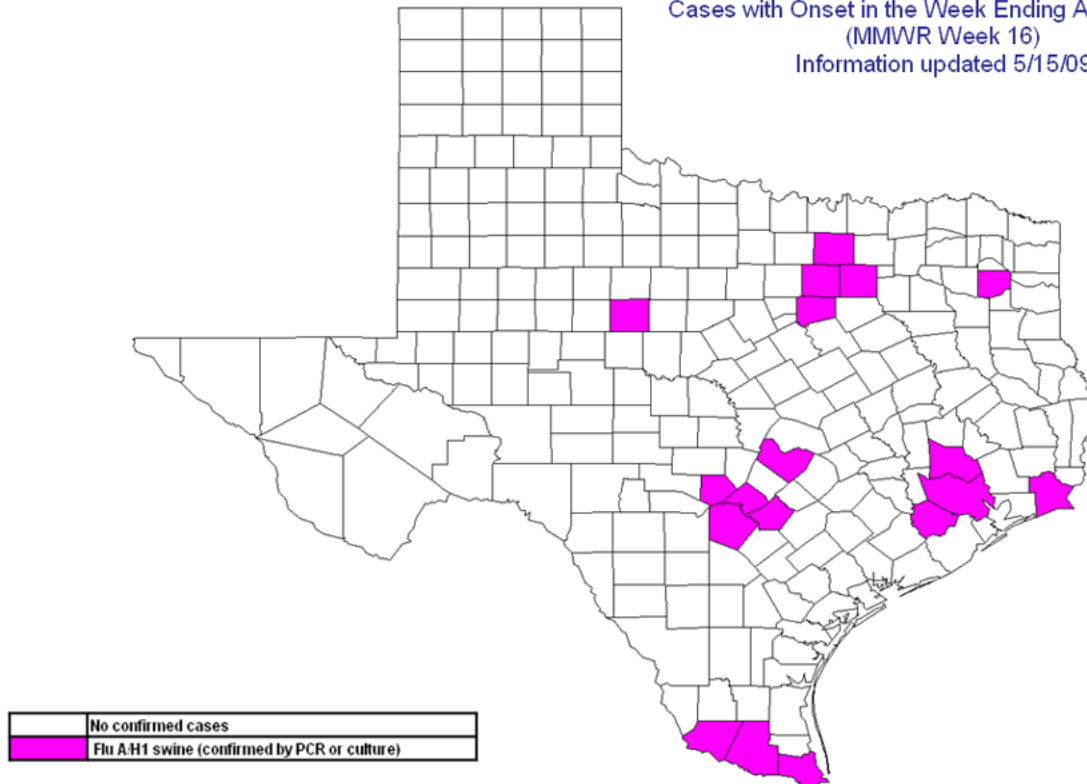 Cases with Onset in the Week Ending A
(MMWR Week 16)
Information updated 5/15/09
No confirmed cases
Flu A/H1 swine (confirmed by PCR or culture)